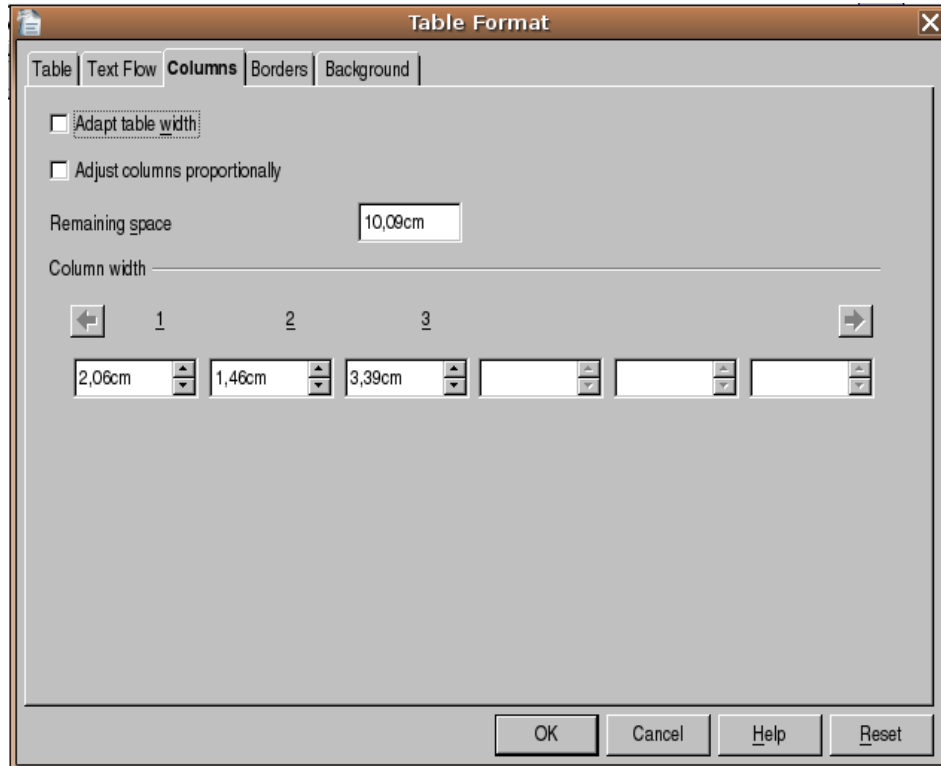 Table Format
Table Text Flow Columns Borders Background
Adapt table width
Adjust columns proportionally
Remaining space 10,09cm
Column width
1 2 3
2,06cm 1,46cm 3,39cm
OK Cancel Help Reset